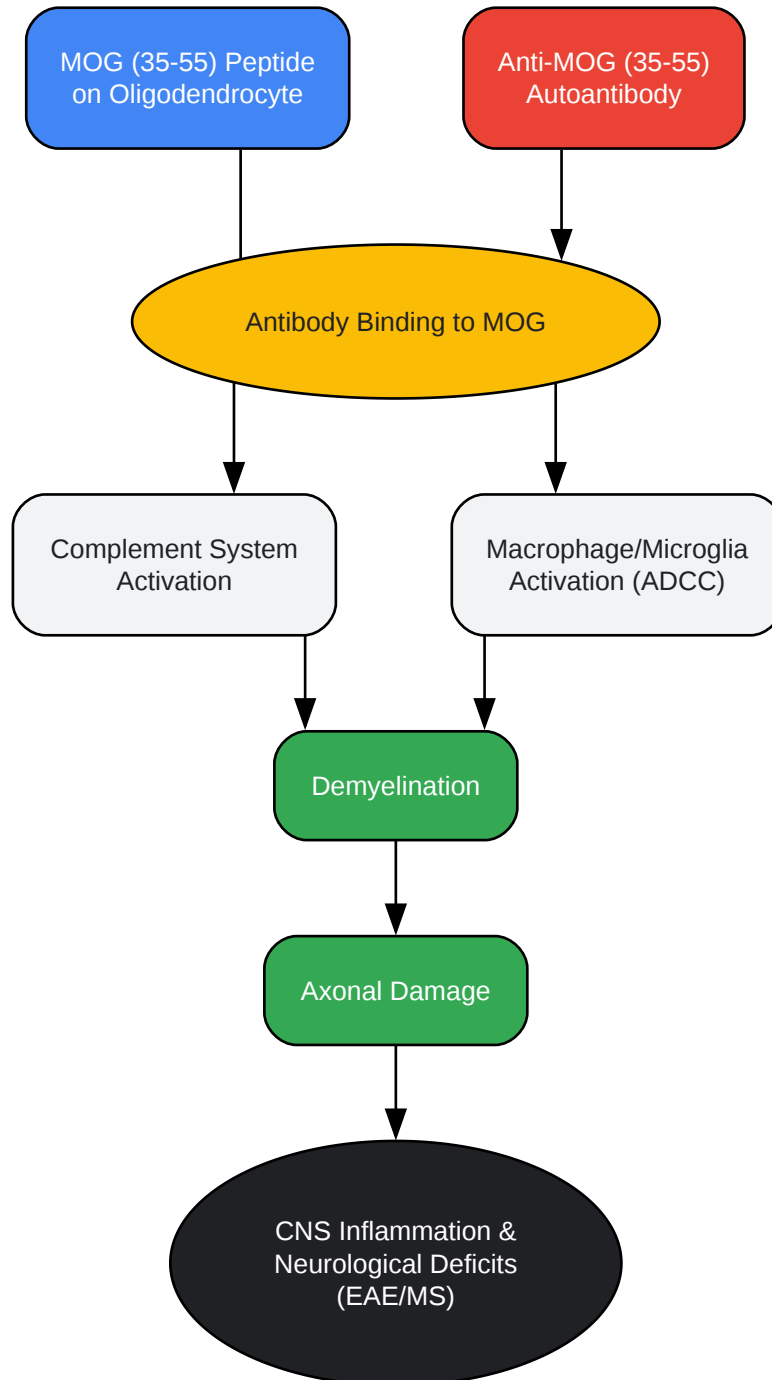 MOG (35-55) Peptide
on Oligodendrocyte
Anti-MOG (35-55)
Autoantibody
Antibody Binding to MOG
Complement System
Activation
Macrophage/Microglia
Activation (ADCC)
Demyelination
Axonal Damage
CNS Inflammation &
Neurological Deficits
(EAE/MS)